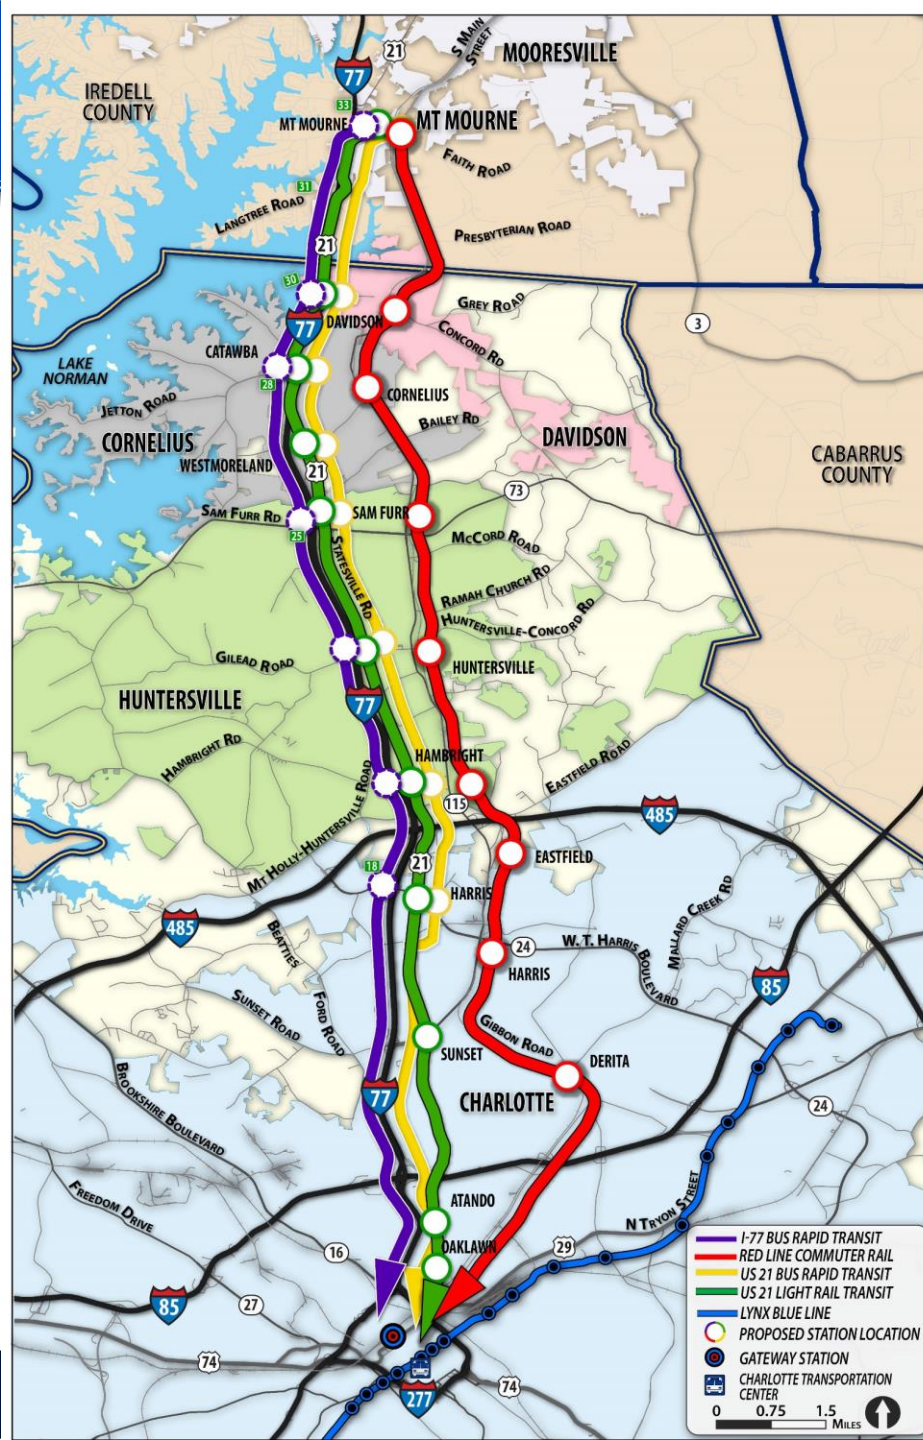 21
S MAIN
STREET
MOORESVILLE
77
IREDELL
COUNTY
33
MT MOURNE
MT MOURNE
FAITH ROAD
31
LANGTREE ROAD
PRESBYTERIAN ROAD
21
30
GREY ROAD
77
DAVIDSON
3
CONCORD RD
CATAWBA
LAKE
NORMAN
28
CORNELIUS
JETTON ROAD
BAILEY RD
CORNELIUS
DAVIDSON
CABARRUS
COUNTY
WESTMORELAND
21
73
SAM FURR RD
SAM FURR
25
MCCORD ROAD
STATESVILLE RD
RAMAH CHURCH RD
HUNTERSVILLE-CONCORD RD
GILEAD ROAD
HUNTERSVILLE
HUNTERSVILLE
77
HAMBRIGHT RD
HAMBRIGHT
EASTFIELD ROAD
115
485
MT HOLLY-HUNTERSVILLE ROAD
EASTFIELD
18
21
HARRIS
MALLARD CREEK RD
485
BEATTIES
FORD ROAD
24
W. T. HARRIS
BOULEVARD
HARRIS
85
SUNSET ROAD
GIBBON ROAD
SUNSET
DERITA
BROOKSHIRE BOULEVARD
77
CHARLOTTE
24
FREEDOM DRIVE
ATANDO
N TRYON STREET
OAKLAWN
16
29
85
27
74
74
277
I-77 BUS RAPID TRANSIT
RED LINE COMMUTER RAIL
US 21 BUS RAPID TRANSIT
US 21 LIGHT RAIL TRANSIT
LYNX BLUE LINE
PROPOSED STATION LOCATION
GATEWAY STATION
CHARLOTTE TRANSPORTATION
CENTER
0 0.75 1.5
MILES